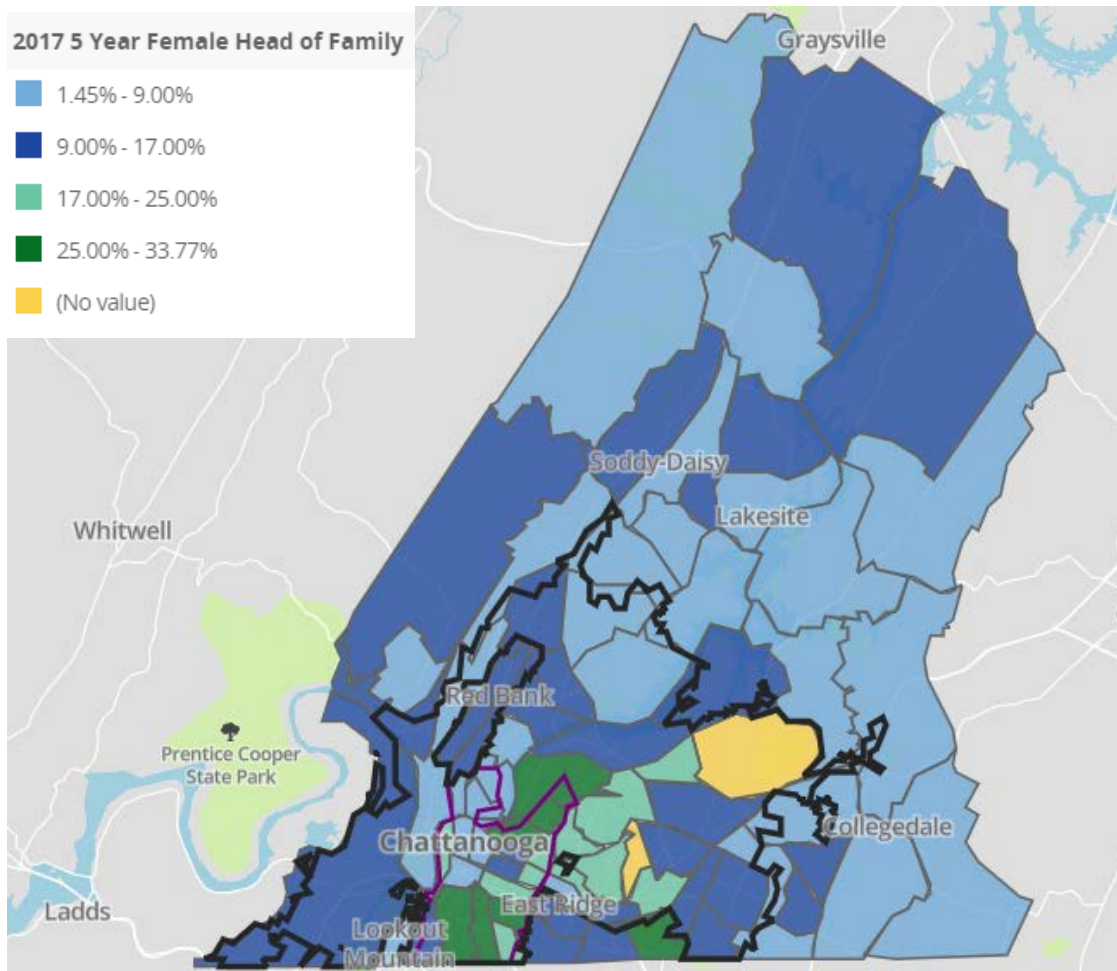 2017 5 Year Female Head of Family
1.45% - 9.00%
9.00% - 17.00%
17.00% - 25.00%
25.00% - 33.77%
(No value)
Graysville
Soddy-Daisy
Lakesite
Whitwell
Red Bank
Prentice Cooper
State Park
Chattanooga
Collegedale
East Ridge
Ladds
Lookout
Mountain